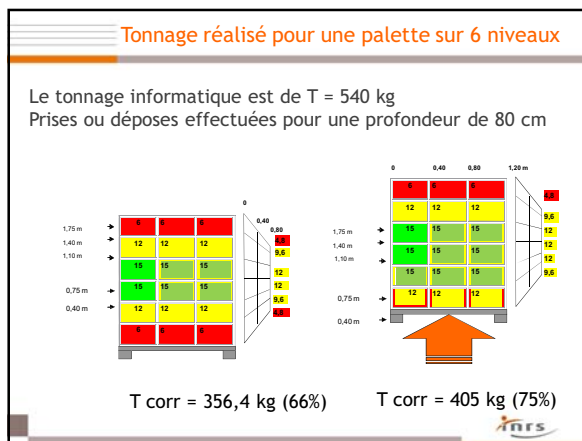 Tonnage réalisé pour une palette sur 6 niveaux
Le tonnage informatique est de T = 540 kg
Prises ou déposes effectuées pour une profondeur de 80 cm
0
0,40
0,80
1,75 m
1,40 m
1,10 m
0,75 m
0,40 m
6 6 6
12 12 12
15 15 15
15 15 15
12 12 12
6 6 6
4,8
9,6
12
12
9,6
4,8
0 0,40 0,80 1,20 m
1,75 m
1,40 m
1,10 m
0,75 m
0,40 m
6 6 6
12 12 12
15 15 15
15 15 15
15 15 15
12 12 12
4,8
9,6
12
12
12
9,6
T corr = 356,4 kg (66%)
T corr = 405 kg (75%)
inrs